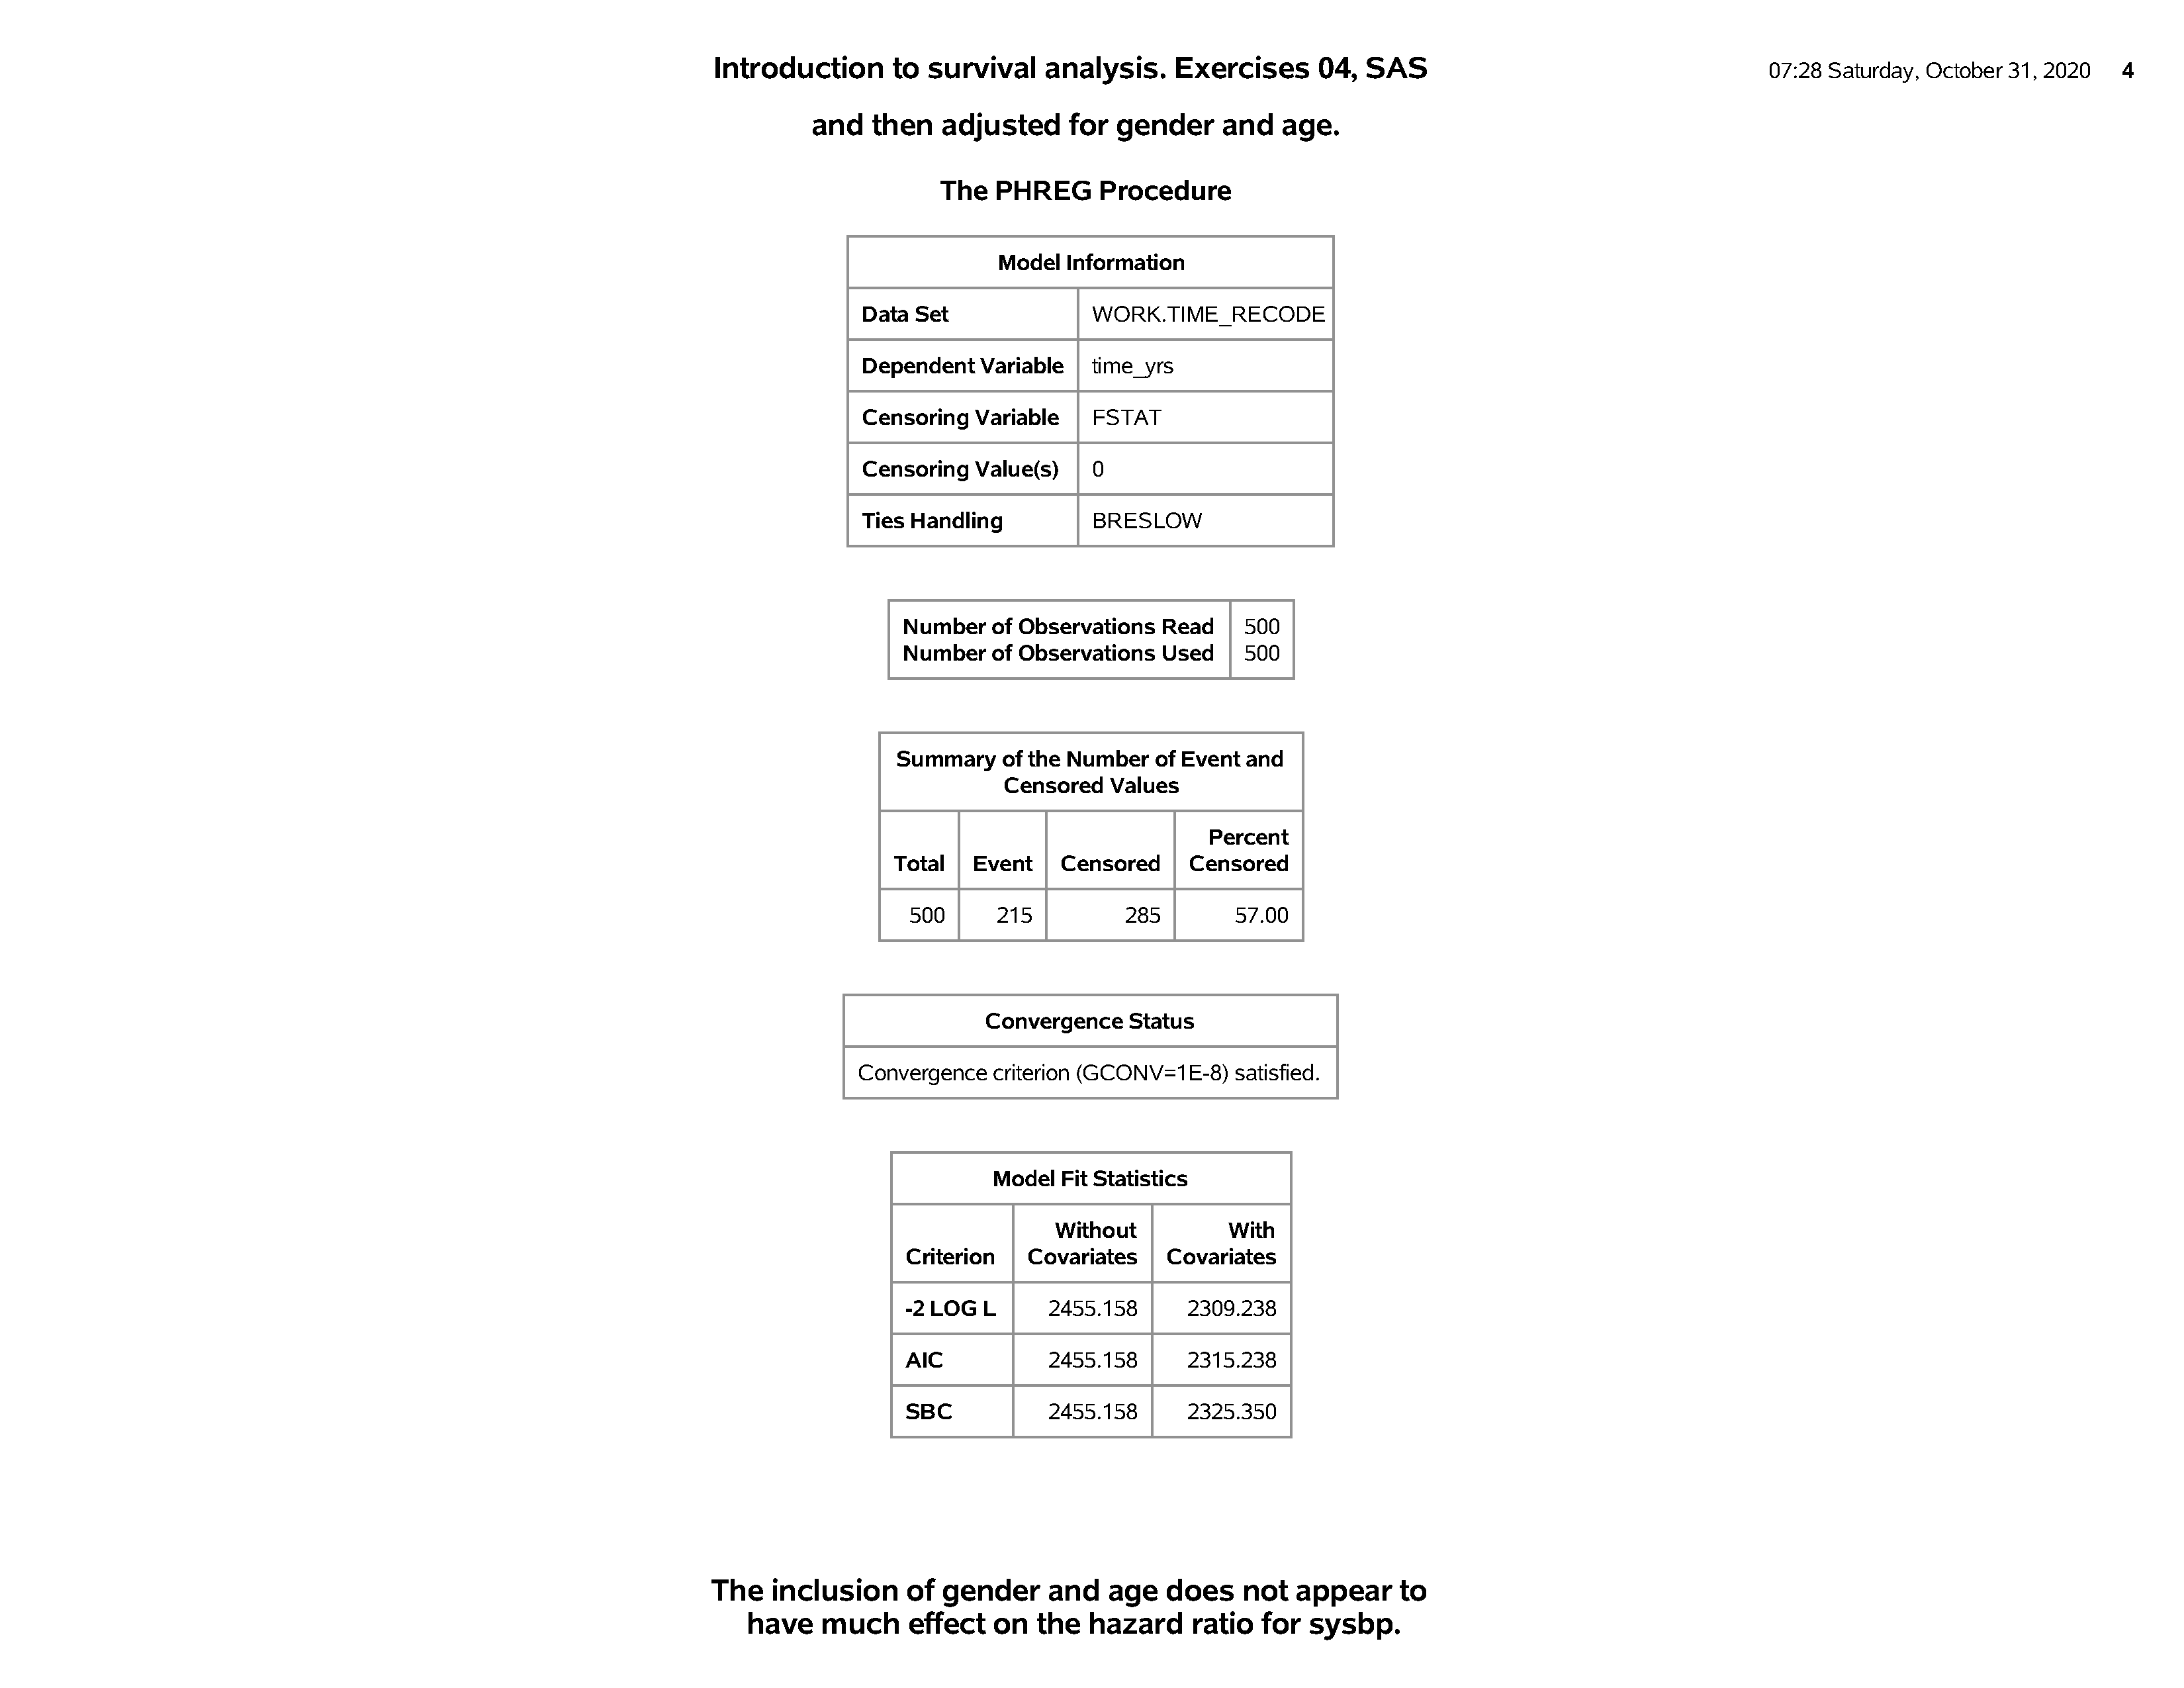 Introduction to survival analysis. Exercises 04, SAS
07:28 Saturday, October 31, 2020 4
and then adjusted for gender and age.
The PHREG Procedure
Model Information
Data Set WORK.TIME_RECODE
Dependent Variable time_yrs
Censoring Variable FSTAT
Censoring Value(s) 0
Ties Handling BRESLOW
Number of Observations Read 500
Number of Observations Used 500
Summary of the Number of Event and
Censored Values
Percent
Total Event Censored Censored
500 215 285 57.00
Convergence Status
Convergence criterion (GCONV=1E-8) satisfied.
Model Fit Statistics
Without With
Criterion Covariates Covariates
-2 LOG L 2455.158 2309.238
AIC 2455.158 2315.238
SBC 2455.158 2325.350
The inclusion of gender and age does not appear to
have much effect on the hazard ratio for sysbp.